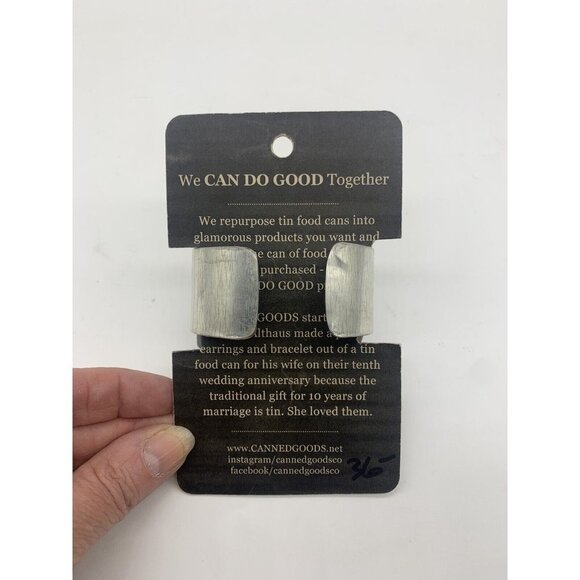 We CAN DO GOOD Together
We repurpose tin food cans into
glamorous products you want and
can of food
purchased -
DO GOOD
GOODS
Althaus made a
earrings and bracelet out of a tin
food can for his wife on their tenth
wedding anniversary because the
traditional gift for 10 years of
marriage is tin. She loved them.
www.CANNEDGOODS.net
instagram/cannedgoodsco
facebook/cannedgoodsco
36-